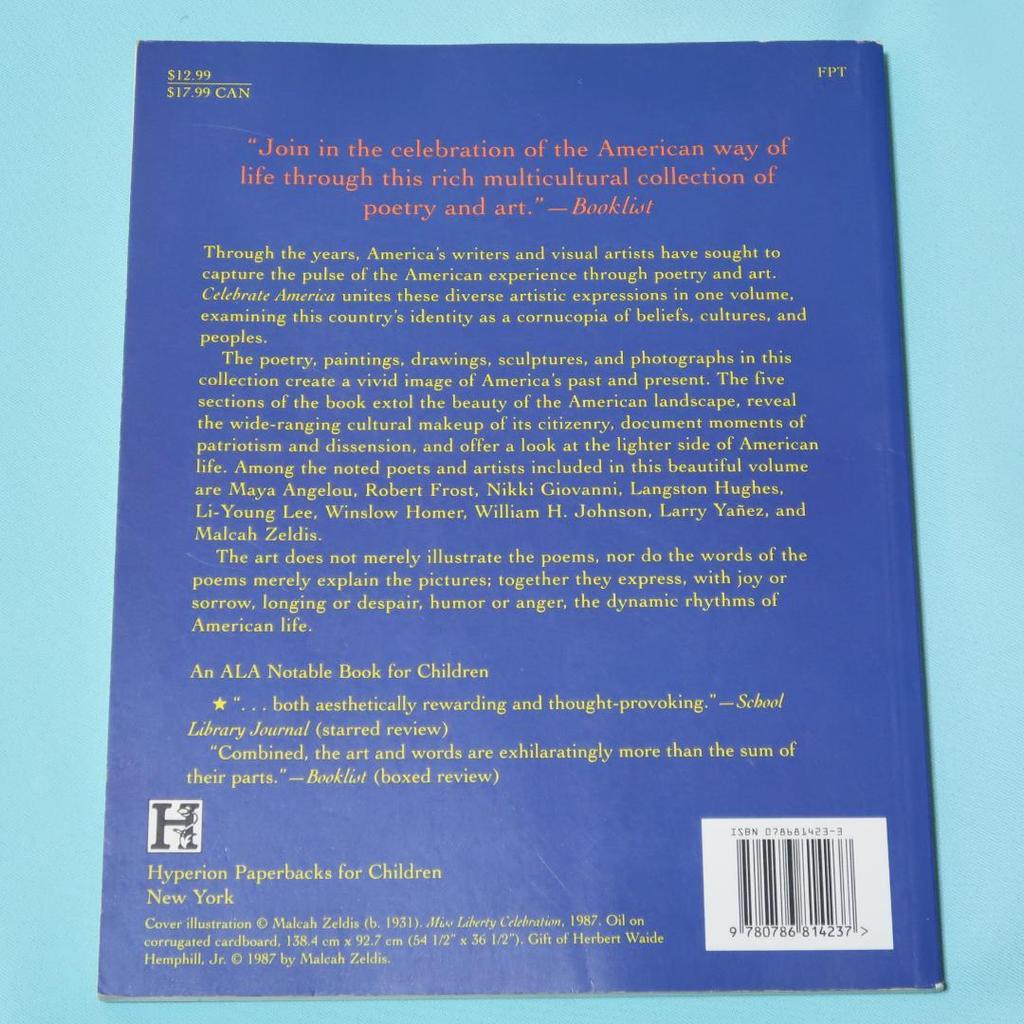 $12.99
$17.99 CAN
FPT
“Join in the celebration of the American way of
life through this rich multicultural collection of
poetry and art.”—Booklist
Through the years, America’s writers and visual artists have sought to
capture the pulse of the American experience through poetry and art.
Celebrate America unites these diverse artistic expressions in one volume,
examining this country’s identity as a cornucopia of beliefs, cultures, and
peoples.
The poetry, paintings, drawings, sculptures, and photographs in this
collection create a vivid image of America’s past and present. The five
sections of the book extol the beauty of the American landscape, reveal
the wide-ranging cultural makeup of its citizenry, document moments of
patriotism and dissension, and offer a look at the lighter side of American
life. Among the noted poets and artists included in this beautiful volume
are Maya Angelou, Robert Frost, Nikki Giovanni, Langston Hughes,
Li-Young Lee, Winslow Homer, William H. Johnson, Larry Yañez, and
Malcah Zeldis.
The art does not merely illustrate the poems, nor do the words of the
poems merely explain the pictures; together they express, with joy or
sorrow, longing or despair, humor or anger, the dynamic rhythms of
American life.
An ALA Notable Book for Children
★ “. . . both aesthetically rewarding and thought-provoking.”—School
Library Journal (starred review)
“Combined, the art and words are exhilaratingly more than the sum of
their parts.”—Booklist (boxed review)
H
Hyperion Paperbacks for Children
New York
Cover illustration © Malcah Zeldis (b. 1931). Miss Liberty Celebration, 1987. Oil on
corrugated cardboard, 138.4 cm x 92.7 cm (54 1/2" x 36 1/2"). Gift of Herbert Waide
Hemphill, Jr. © 1987 by Malcah Zeldis.
ISBN 078681423-3
9 780786 814237 >